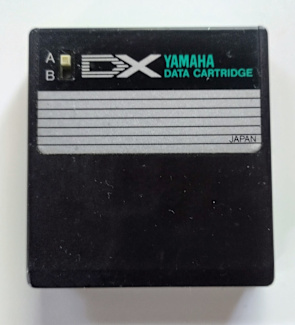 A
B
DX YAMAHA
DATA CARTRIDGE
JAPAN